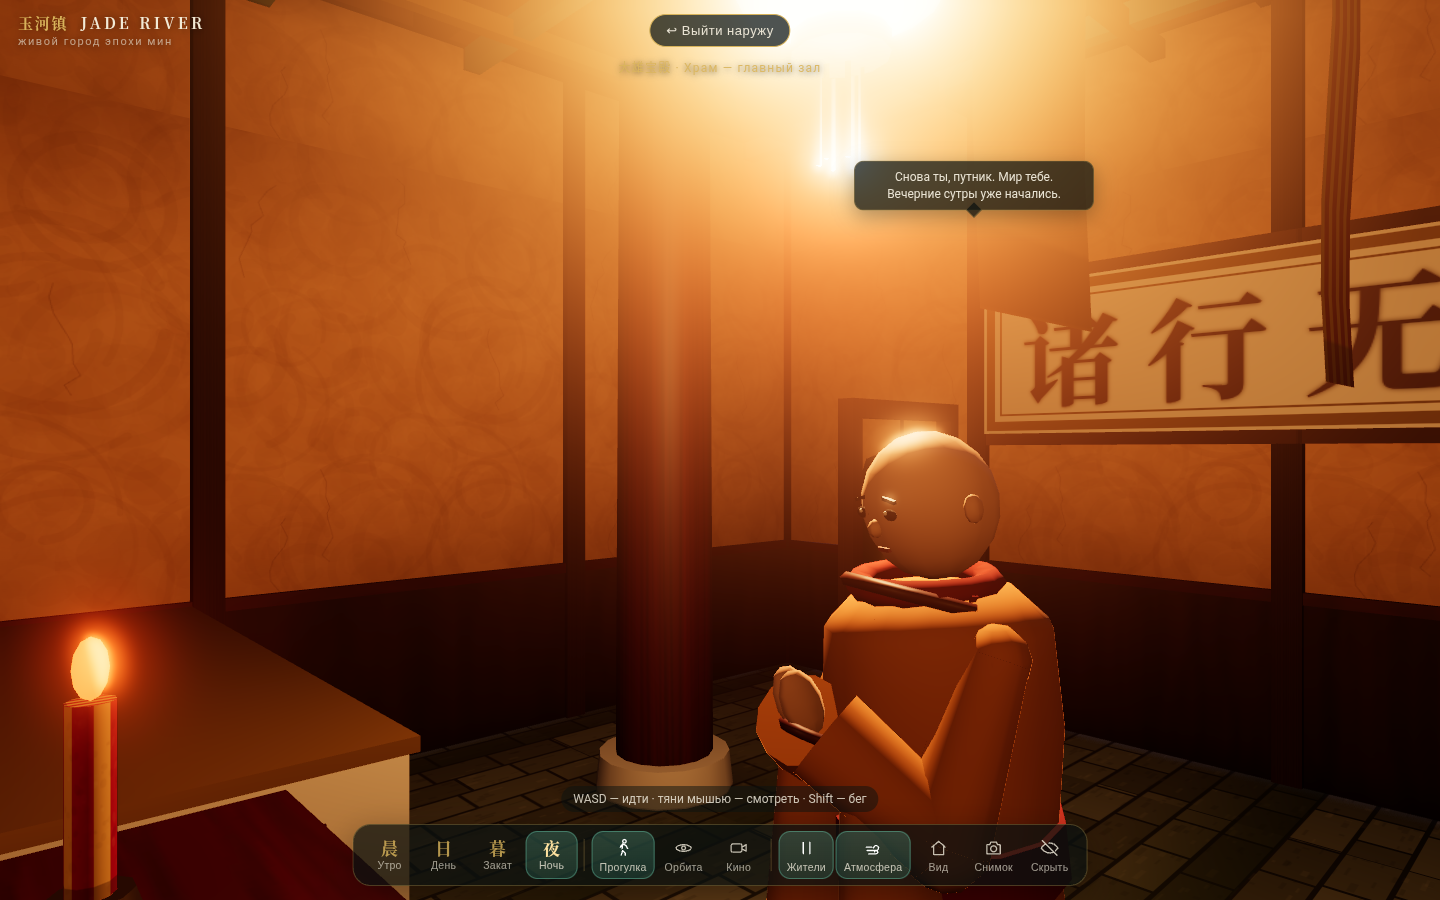 玉河镇 JADE RIVER
живой город эпохи мин
↩ Выйти наружу
· Храм — главный зал
Снова ты, путник. Мир тебе.
Вечерние сутры уже начались.
诸行无
WASD — идти · тяни мышью — смотреть · Shift — бег
晨 日 暮 夜
Утро День Закат Ночь Прогулка Орбита Кино Жители Атмосфера Вид Снимок Скрыть